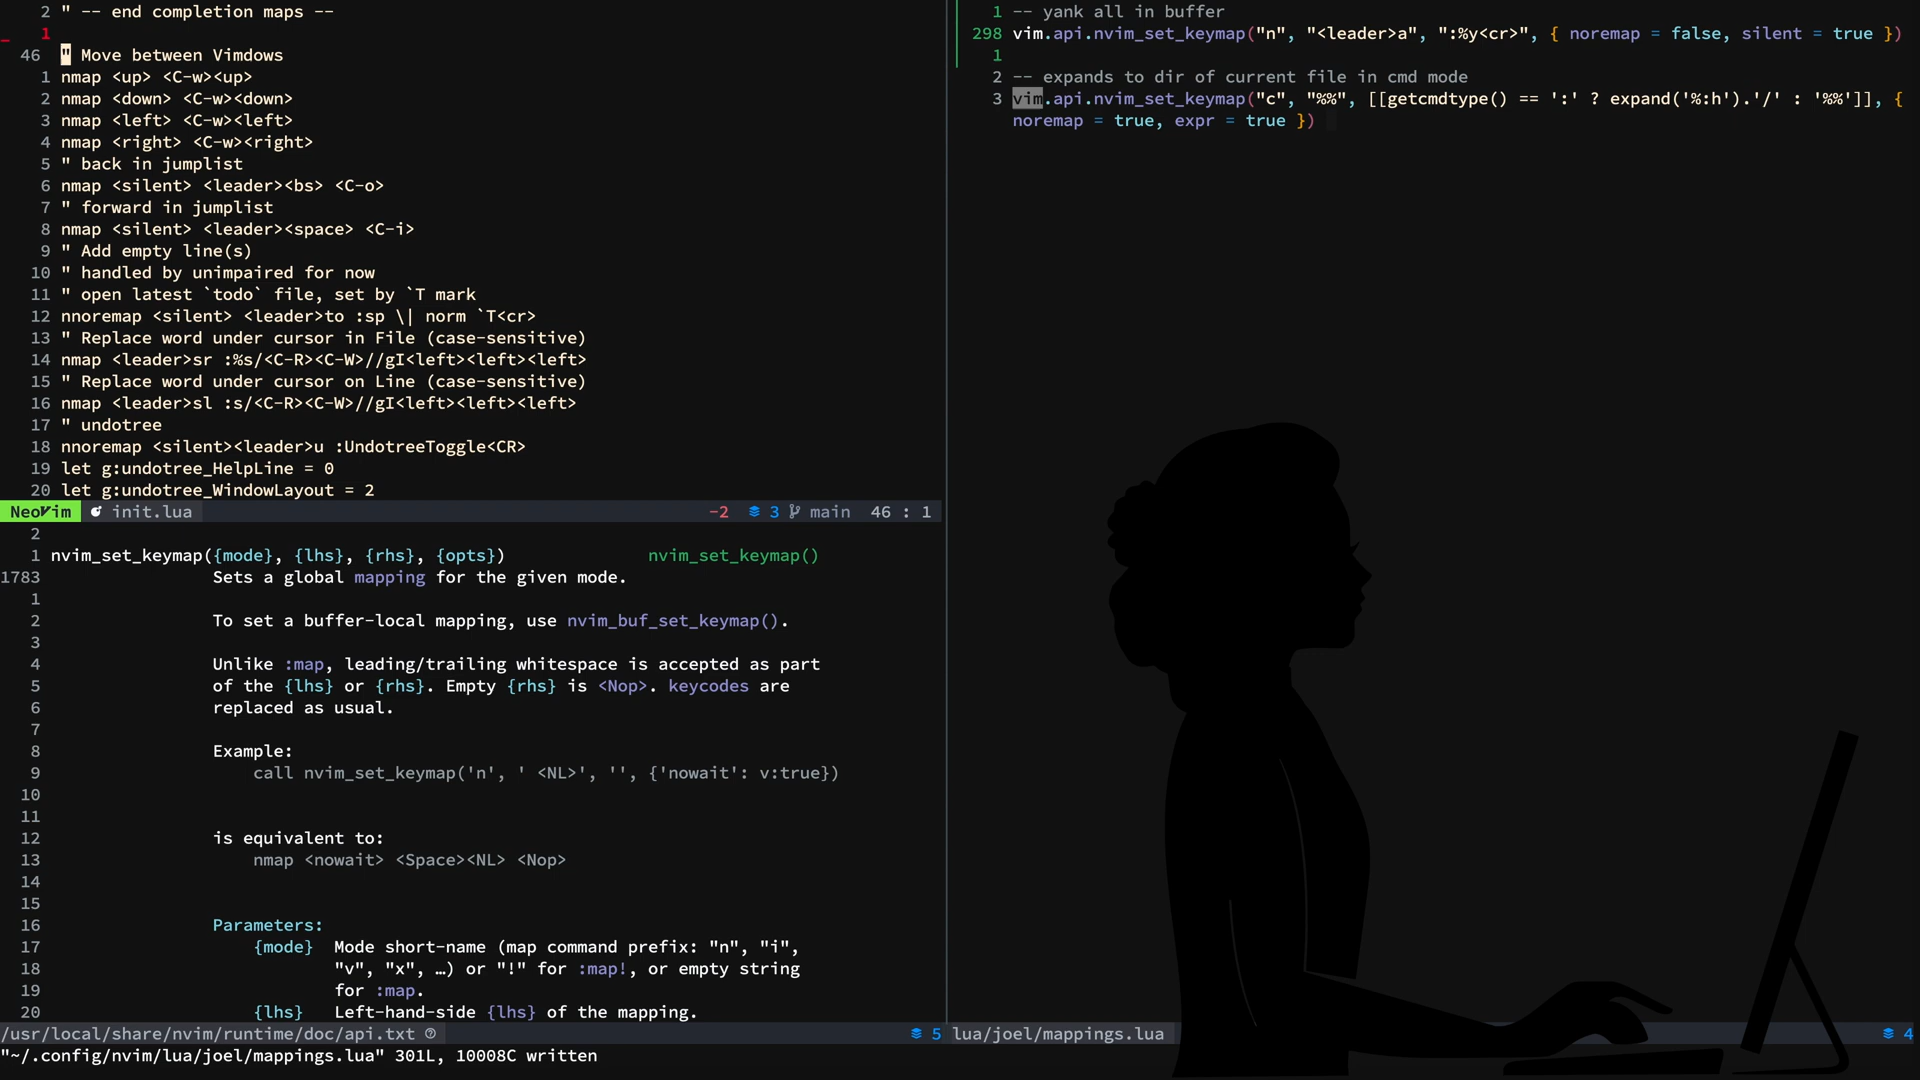 2 " -- end completion maps --
1
46 " Move between Vimdows
1 nmap <up> <C-w><up>
2 nmap <down> <C-w><down>
3 nmap <left> <C-w><left>
4 nmap <right> <C-w><right>
5 " back in jumplist
6 nmap <silent> <leader><bs> <C-o>
7 " forward in jumplist
8 nmap <silent> <leader><space> <C-i>
9 " Add empty line(s)
10 " handled by unimpaired for now
11 " open latest `todo` file, set by `T mark
12 nnoremap <silent> <leader>to :sp \| norm `T<cr>
13 " Replace word under cursor in File (case-sensitive)
14 nmap <leader>sr :%s/<C-R><C-W>//gI<left><left><left>
15 " Replace word under cursor on Line (case-sensitive)
16 nmap <leader>sl :s/<C-R><C-W>//gI<left><left><left>
17 " undotree
18 nnoremap <silent><leader>u :UndotreeToggle<CR>
19 let g:undotree_HelpLine = 0
20 let g:undotree_WindowLayout = 2
NeoVim init.lua -2 3 main 46 : 1
2
1 nvim_set_keymap({mode}, {lhs}, {rhs}, {opts}) nvim_set_keymap()
1783 Sets a global mapping for the given mode.
1
2 To set a buffer-local mapping, use nvim_buf_set_keymap().
3
4 Unlike :map, leading/trailing whitespace is accepted as part
5 of the {lhs} or {rhs}. Empty {rhs} is <Nop>. keycodes are
6 replaced as usual.
7
8 Example:
9 call nvim_set_keymap('n', ' <NL>', '', {'nowait': v:true})
10
11
12 is equivalent to:
13 nmap <nowait> <Space><NL> <Nop>
14
15
16 Parameters:
17 {mode} Mode short-name (map command prefix: "n", "i",
18 "v", "x", …) or "!" for :map!, or empty string
19 for :map.
20 {lhs} Left-hand-side {lhs} of the mapping.
/usr/local/share/nvim/runtime/doc/api.txt 5
"~/.config/nvim/lua/joel/mappings.lua" 301L, 10008C written
1 -- yank all in buffer
298 vim.api.nvim_set_keymap("n", "<leader>a", ":%y<cr>", { noremap = false, silent = true })
1
2 -- expands to dir of current file in cmd mode
3 vim.api.nvim_set_keymap("c", "%%", [[getcmdtype() == ':' ? expand('%:h').'/' : '%%']], {
noremap = true, expr = true })
lua/joel/mappings.lua 4